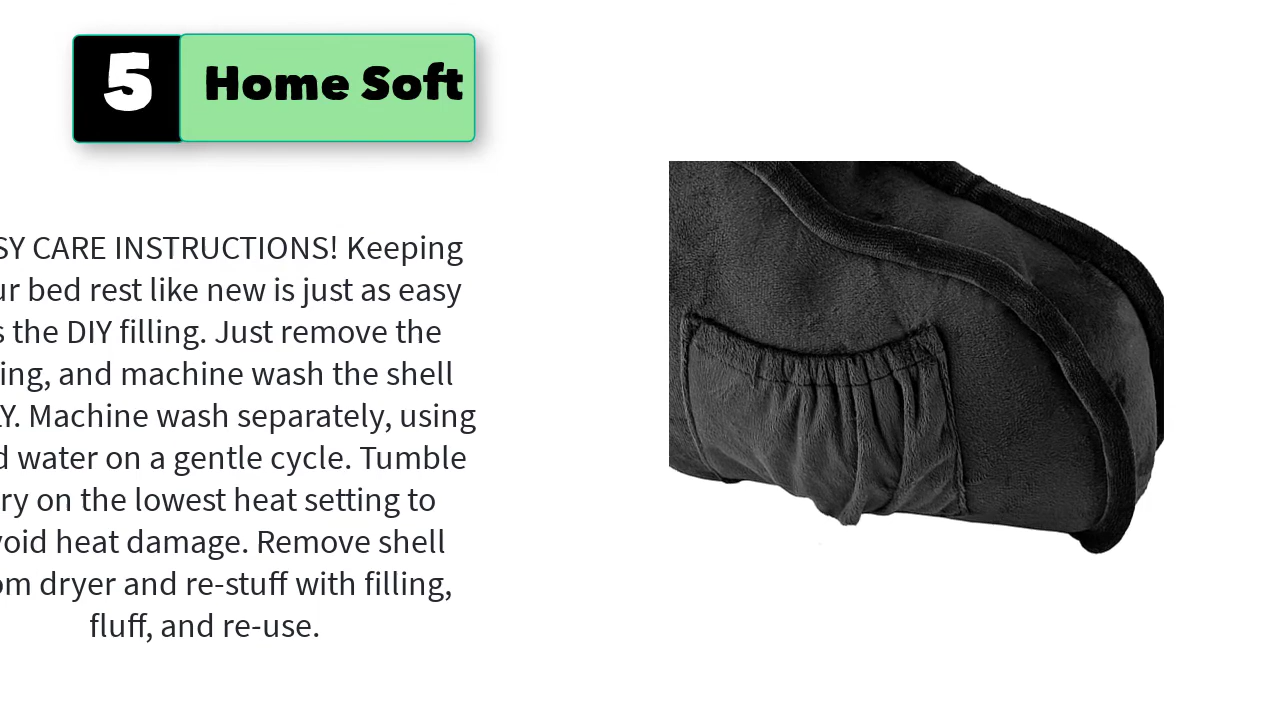 5 Home Soft
SY CARE INSTRUCTIONS! Keeping
ur bed rest like new is just as easy
s the DIY filling. Just remove the
ing, and machine wash the shell
Y. Machine wash separately, using
d water on a gentle cycle. Tumble
ry on the lowest heat setting to
oid heat damage. Remove shell
om dryer and re-stuff with filling,
fluff, and re-use.